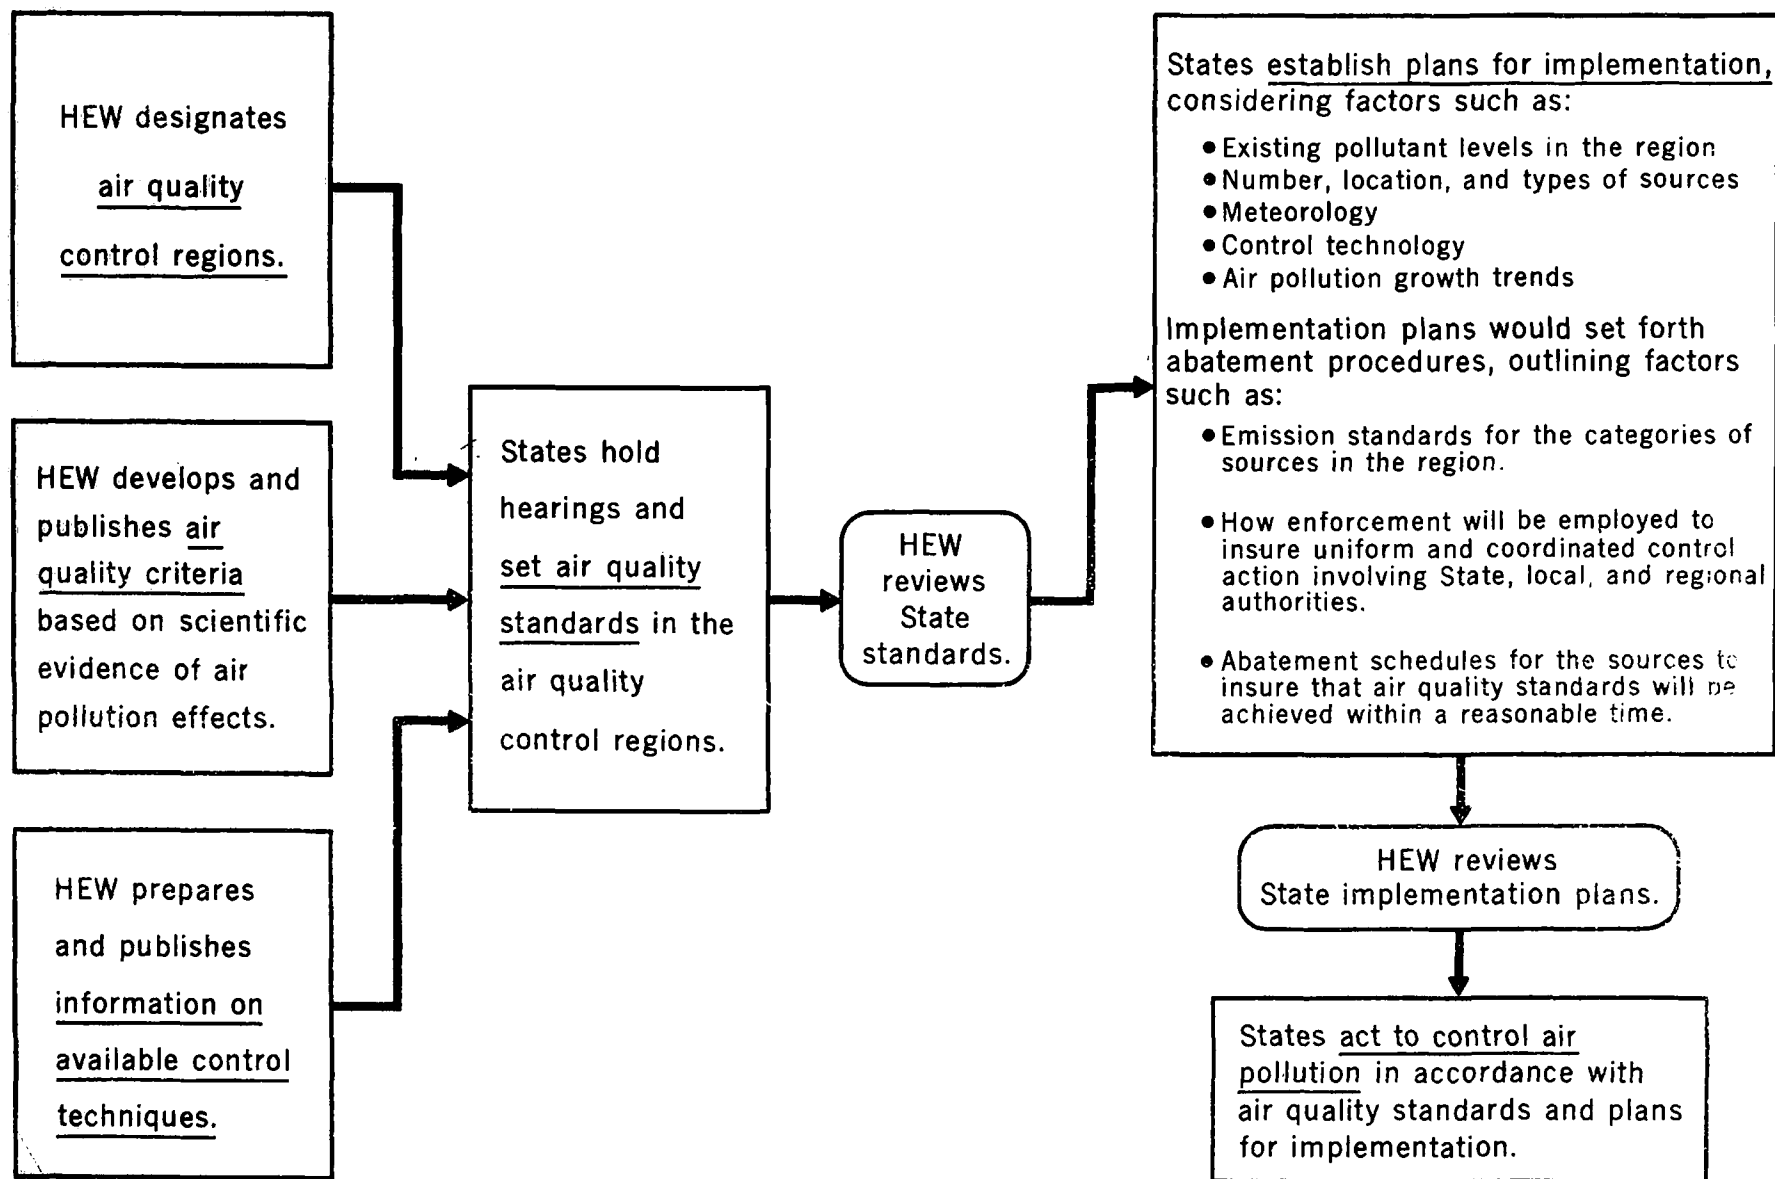 HEW designates
air quality
control regions.
HEW develops and
publishes air
quality criteria
based on scientific
evidence of air
pollution effects.
HEW prepares
and publishes
information on
available control
techniques.
States hold
hearings and
set air quality
standards in the
air quality
control regions.
HEW
reviews
State
standards.
States establish plans for implementation,
considering factors such as:
• Existing pollutant levels in the region
• Number, location, and types of sources
• Meteorology
• Control technology
• Air pollution growth trends
Implementation plans would set forth
abatement procedures, outlining factors
such as:
• Emission standards for the categories of
sources in the region.
• How enforcement will be employed to
insure uniform and coordinated control
action involving State, local, and regional
authorities.
• Abatement schedules for the sources to
insure that air quality standards will be
achieved within a reasonable time.
HEW reviews
State implementation plans.
States act to control air
pollution in accordance with
air quality standards and plans
for implementation.